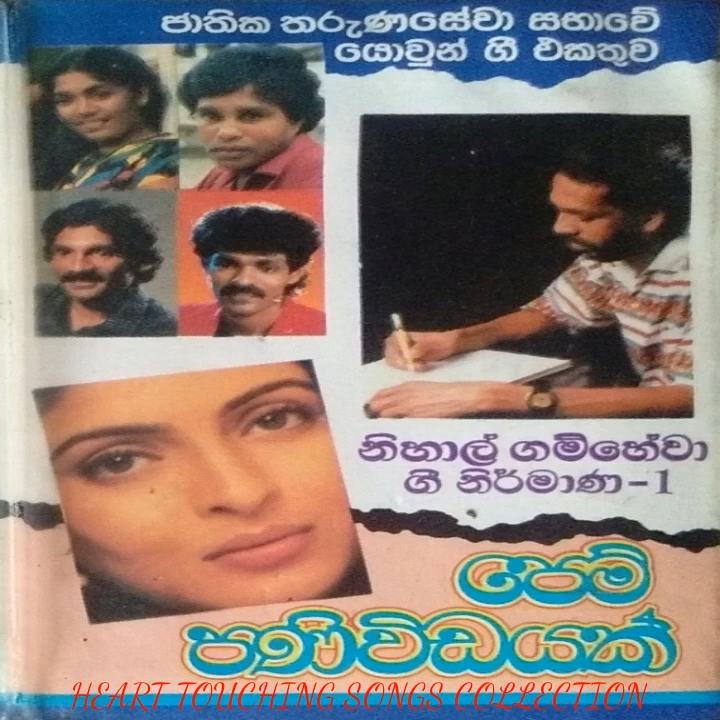 ජාතික තරුණසේවා සභාවේ
යොවුන් ගී එකතුව
නිහාල් ගම්හේවා
ගී නිර්මාණ-1
පෙම්
පණිවිඩයක්
HEART TOUCHING SONGS COLLECTION